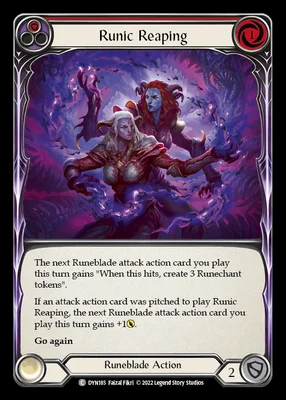 1
Runic Reaping
1
The next Runeblade attack action card you play
this turn gains "When this hits, create 3 Runechant
tokens".
If an attack action card was pitched to play Runic
Reaping, the next Runeblade attack action card you
play this turn gains +1.
Go again
Runeblade Action
2
C DYN185 Faizal Fikri © 2022 Legend Story Studios